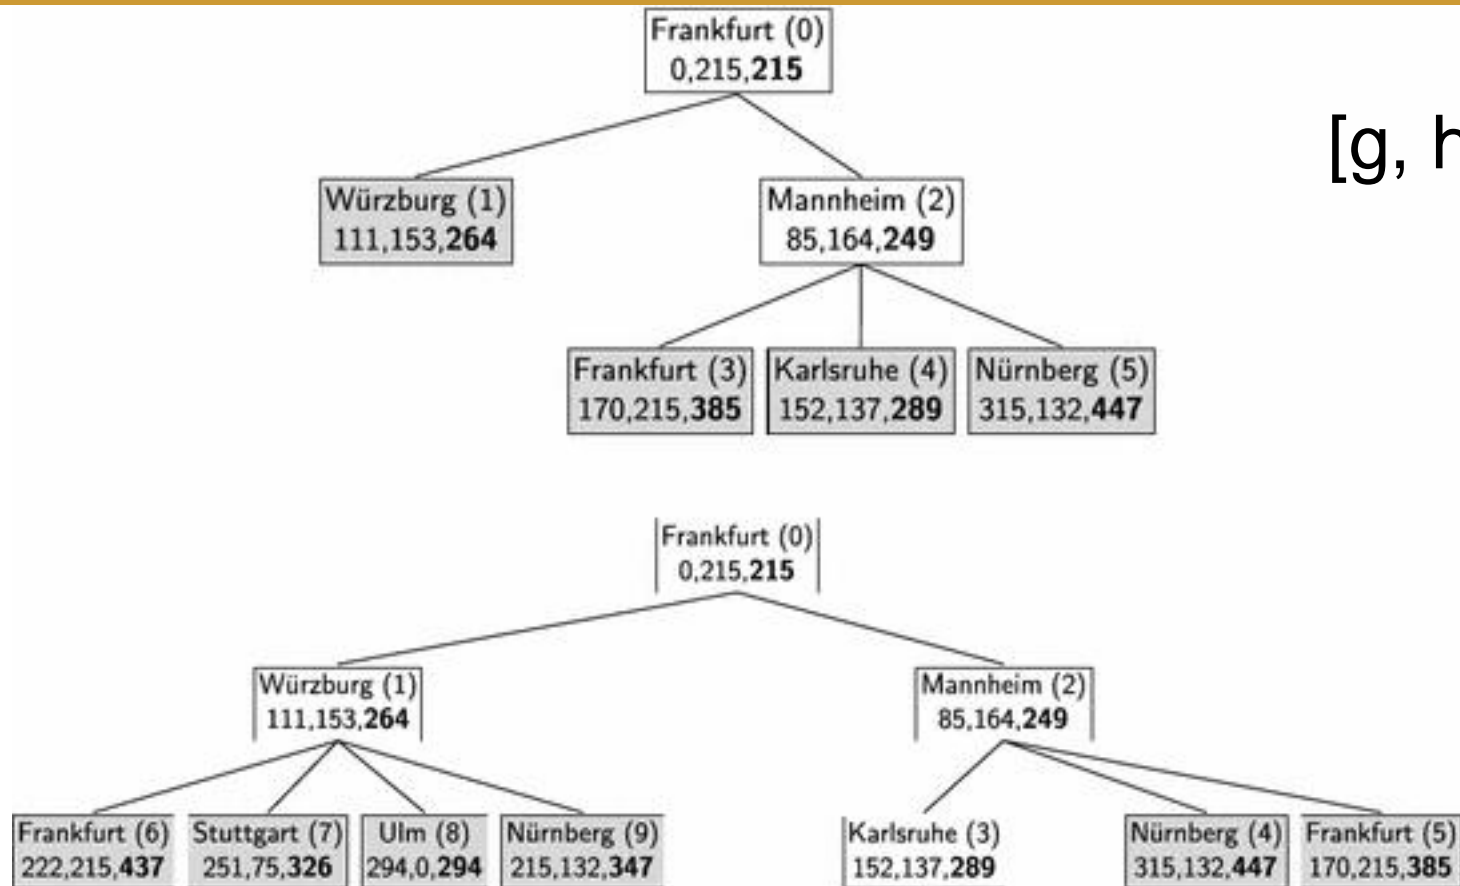 Frankfurt (0)
0,215,215
[g, h
Würzburg (1)
111,153,264
Mannheim (2)
85,164,249
Frankfurt (3)
170,215,385
Karlsruhe (4)
152,137,289
Nürnberg (5)
315,132,447
Frankfurt (0)
0,215,215
Würzburg (1)
111,153,264
Mannheim (2)
85,164,249
Frankfurt (6)
222,215,437
Stuttgart (7)
251,75,326
Ulm (8)
294,0,294
Nürnberg (9)
215,132,347
Karlsruhe (3)
152,137,289
Nürnberg (4)
315,132,447
Frankfurt (5)
170,215,385